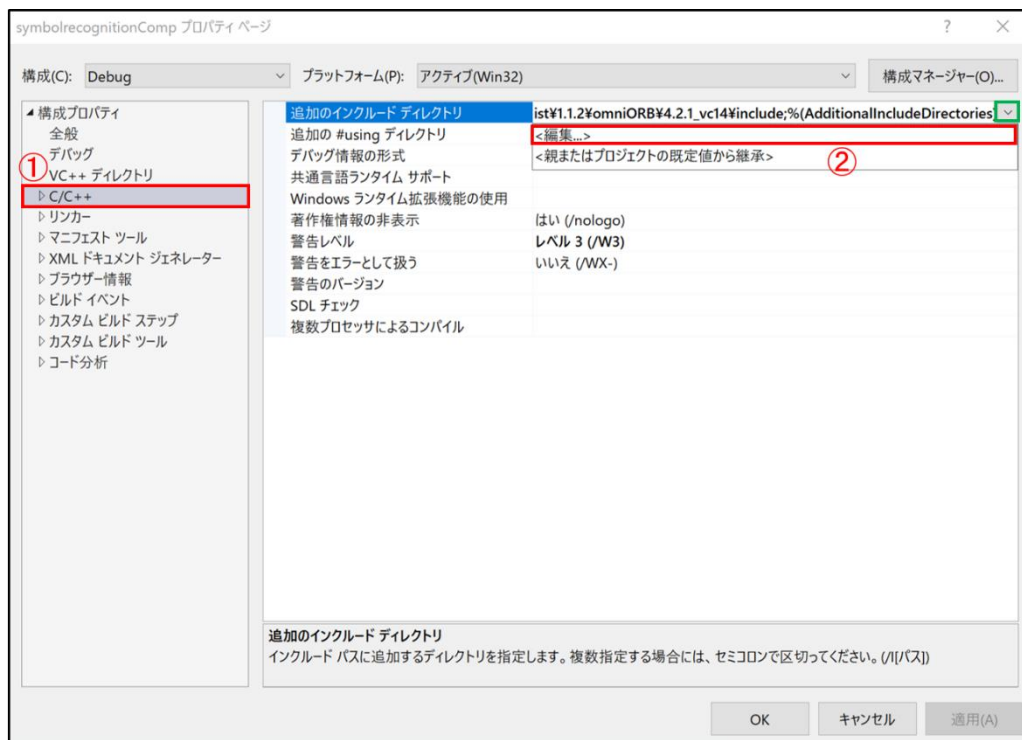 symbolrecognitionComp プロパティ ページ ? ×
構成(C): Debug プラットフォーム(P): アクティブ(Win32) 構成マネージャー(O)...
構成プロパティ
全般
デバッグ
①
VC++ ディレクトリ
C/C++
リンカー
マニフェスト ツール
XML ドキュメント ジェネレーター
ブラウザー情報
ビルド イベント
カスタム ビルド ステップ
カスタム ビルド ツール
コード分析
追加のインクルード ディレクトリ ist¥1.1.2¥omniORB¥4.2.1_vc14¥include;%(AdditionalIncludeDirectories)
追加の #using ディレクトリ <編集...>
デバッグ情報の形式 <親またはプロジェクトの既定値から継承>
②
共通言語ランタイム サポート
Windows ランタイム拡張機能の使用
著作権情報の非表示 はい (/nologo)
警告レベル レベル 3 (/W3)
警告をエラーとして扱う いいえ (/WX-)
警告のバージョン
SDL チェック
複数プロセッサによるコンパイル
追加のインクルード ディレクトリ
インクルード パスに追加するディレクトリを指定します。複数指定する場合には、セミコロンで区切ってください。(/I[パス])
OK キャンセル 適用(A)